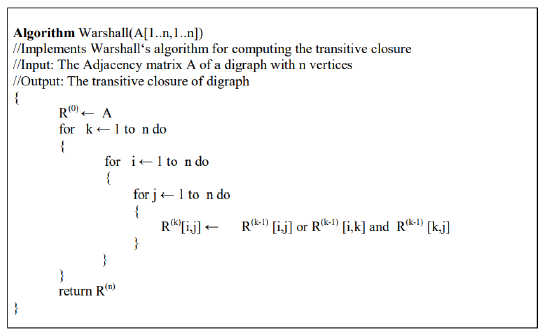 Algorithm Warshall(A[1..n,1..n])
//Implements Warshall‘s algorithm for computing the transitive closure
//Input: The Adjacency matrix A of a digraph with n vertices
//Output: The transitive closure of digraph
{
R⁽⁰⁾ ← A
for k ← 1 to n do
{
for i ← 1 to n do
{
for j ← 1 to n do
{
R⁽ᵏ⁾[i,j] ← R⁽ᵏ⁻¹⁾ [i,j] or R⁽ᵏ⁻¹⁾ [i,k] and R⁽ᵏ⁻¹⁾ [k,j]
}
}
}
return R⁽ⁿ⁾
}